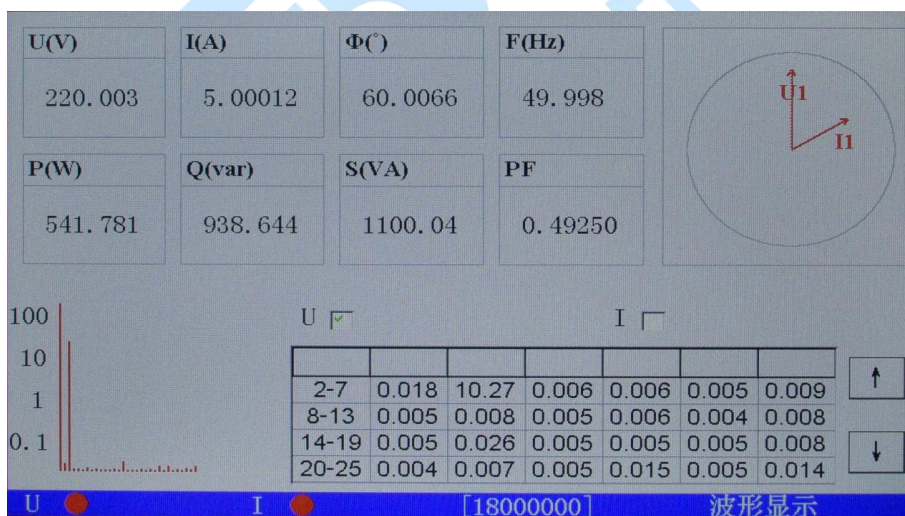 U(V) I(A) Φ(°) F(Hz)
220.003 5.00012 60.0066 49.998
U1
I1
P(W) Q(var) S(VA) PF
541.781 938.644 1100.04 0.49250
100
10
1
0.1
U I
2-7 0.018 10.27 0.006 0.006 0.005 0.009
8-13 0.005 0.008 0.005 0.006 0.004 0.008
14-19 0.005 0.026 0.005 0.005 0.005 0.008
20-25 0.004 0.007 0.005 0.015 0.005 0.014
U I [18000000] 波形显示